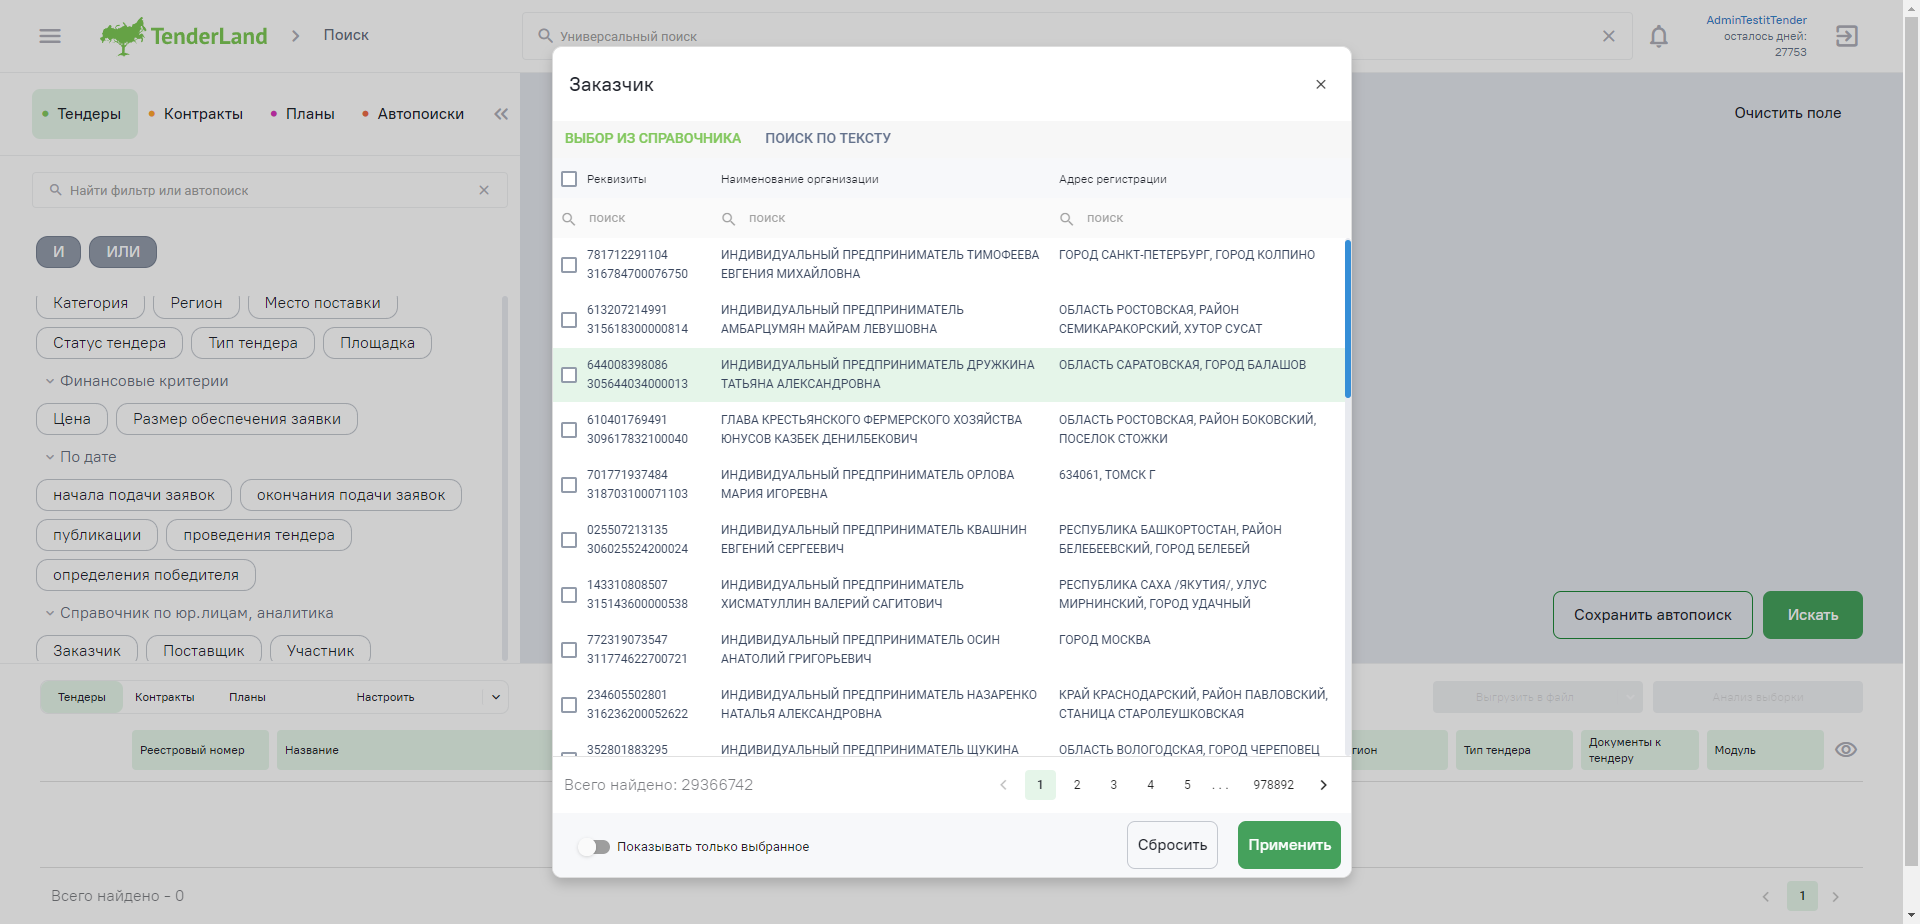 TenderLand
Поиск
Универсальный поиск
AdminTestitTender
осталось дней:
27753
Тендеры
Контракты
Планы
Автопоиски
Очистить поле
Найти фильтр или автопоиск
И
ИЛИ
Категория
Регион
Место поставки
Статус тендера
Тип тендера
Площадка
Финансовые критерии
Цена
Размер обеспечения заявки
По дате
начала подачи заявок
окончания подачи заявок
публикации
проведения тендера
определения победителя
Справочник по юр.лицам, аналитика
Заказчик
Поставщик
Участник
Сохранить автопоиск
Искать
Заказчик
ВЫБОР ИЗ СПРАВОЧНИКА
ПОИСК ПО ТЕКСТУ
Реквизиты
Наименование организации
Адрес регистрации
поиск
поиск
поиск
781712291104
316784700076750
ИНДИВИДУАЛЬНЫЙ ПРЕДПРИНИМАТЕЛЬ ТИМОФЕЕВА
ЕВГЕНИЯ МИХАЙЛОВНА
ГОРОД САНКТ-ПЕТЕРБУРГ, ГОРОД КОЛПИНО
613207214991
315618300000814
ИНДИВИДУАЛЬНЫЙ ПРЕДПРИНИМАТЕЛЬ
АМБАРЦУМЯН МАЙРАМ ЛЕВУШОВНА
ОБЛАСТЬ РОСТОВСКАЯ, РАЙОН
СЕМИКАРАКОРСКИЙ, ХУТОР СУСАТ
644008398086
305644034000013
ИНДИВИДУАЛЬНЫЙ ПРЕДПРИНИМАТЕЛЬ ДРУЖКИНА
ТАТЬЯНА АЛЕКСАНДРОВНА
ОБЛАСТЬ САРАТОВСКАЯ, ГОРОД БАЛАШОВ
610401769491
309617832100040
ГЛАВА КРЕСТЬЯНСКОГО ФЕРМЕРСКОГО ХОЗЯЙСТВА
ЮНУСОВ КАЗБЕК ДЕНИЛБЕКОВИЧ
ОБЛАСТЬ РОСТОВСКАЯ, РАЙОН БОКОВСКИЙ,
ПОСЕЛОК СТОЖКИ
701771937484
318703100071103
ИНДИВИДУАЛЬНЫЙ ПРЕДПРИНИМАТЕЛЬ ОРЛОВА
МАРИЯ ИГОРЕВНА
634061, ТОМСК Г
025507213135
306025524200024
ИНДИВИДУАЛЬНЫЙ ПРЕДПРИНИМАТЕЛЬ КВАШНИН
ЕВГЕНИЙ СЕРГЕЕВИЧ
РЕСПУБЛИКА БАШКОРТОСТАН, РАЙОН
БЕЛЕБЕЕВСКИЙ, ГОРОД БЕЛЕБЕЙ
143310808507
315143600000538
ИНДИВИДУАЛЬНЫЙ ПРЕДПРИНИМАТЕЛЬ
ХИСМАТУЛЛИН ВАЛЕРИЙ САГИТОВИЧ
РЕСПУБЛИКА САХА /ЯКУТИЯ/, УЛУС
МИРНИНСКИЙ, ГОРОД УДАЧНЫЙ
772319073547
311774622700721
ИНДИВИДУАЛЬНЫЙ ПРЕДПРИНИМАТЕЛЬ ОСИН
АНАТОЛИЙ ГРИГОРЬЕВИЧ
ГОРОД МОСКВА
234605502801
316236200052622
ИНДИВИДУАЛЬНЫЙ ПРЕДПРИНИМАТЕЛЬ НАЗАРЕНКО
НАТАЛЬЯ АЛЕКСАНДРОВНА
КРАЙ КРАСНОДАРСКИЙ, РАЙОН ПАВЛОВСКИЙ,
СТАНИЦА СТАРОЛЕУШКОВСКАЯ
352801883295
ИНДИВИДУАЛЬНЫЙ ПРЕДПРИНИМАТЕЛЬ ЩУКИНА
ОБЛАСТЬ ВОЛОГОДСКАЯ, ГОРОД ЧЕРЕПОВЕЦ
Всего найдено: 29366742
1 2 3 4 5 ... 978892
Показывать только выбранное
Сбросить
Применить
Тендеры
Контракты
Планы
Настроить
Выгрузить в файл
Анализ выборки
Реестровый номер
Название
гион
Тип тендера
Документы к
тендеру
Модуль
Всего найдено - 0
1